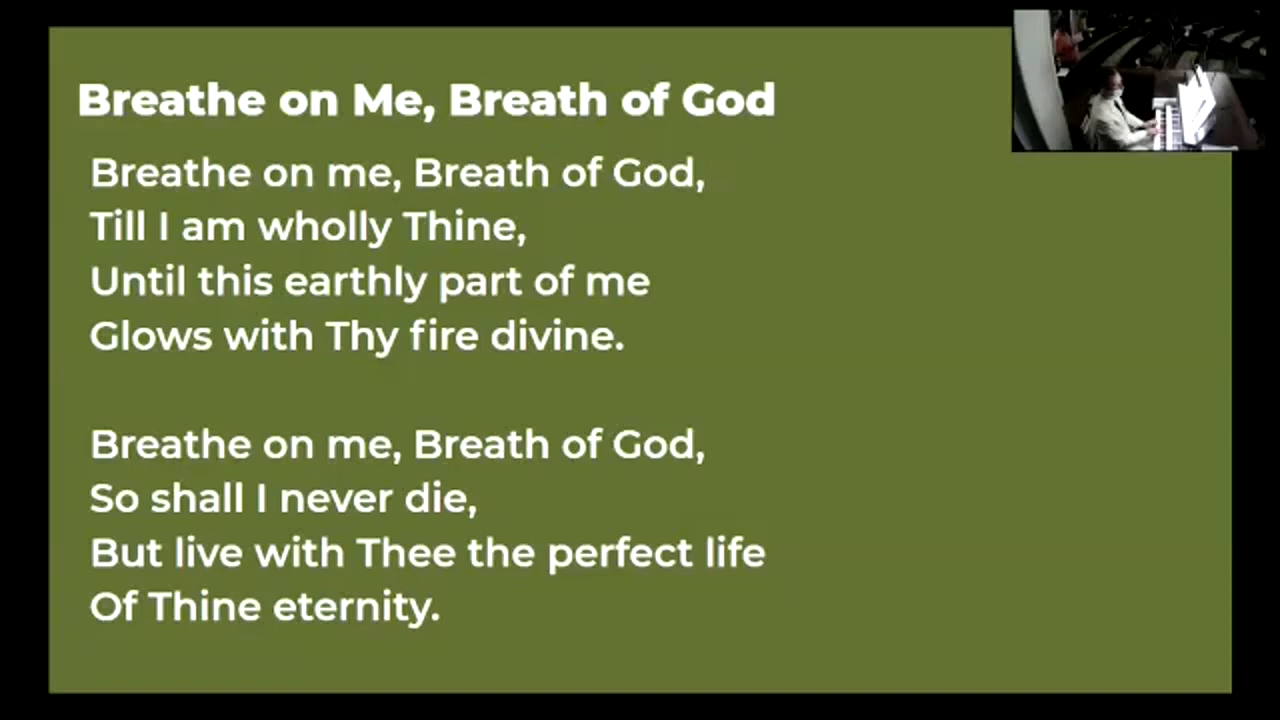 Breathe on Me, Breath of God
Breathe on me, Breath of God,
Till I am wholly Thine,
Until this earthly part of me
Glows with Thy fire divine.
Breathe on me, Breath of God,
So shall I never die,
But live with Thee the perfect life
Of Thine eternity.